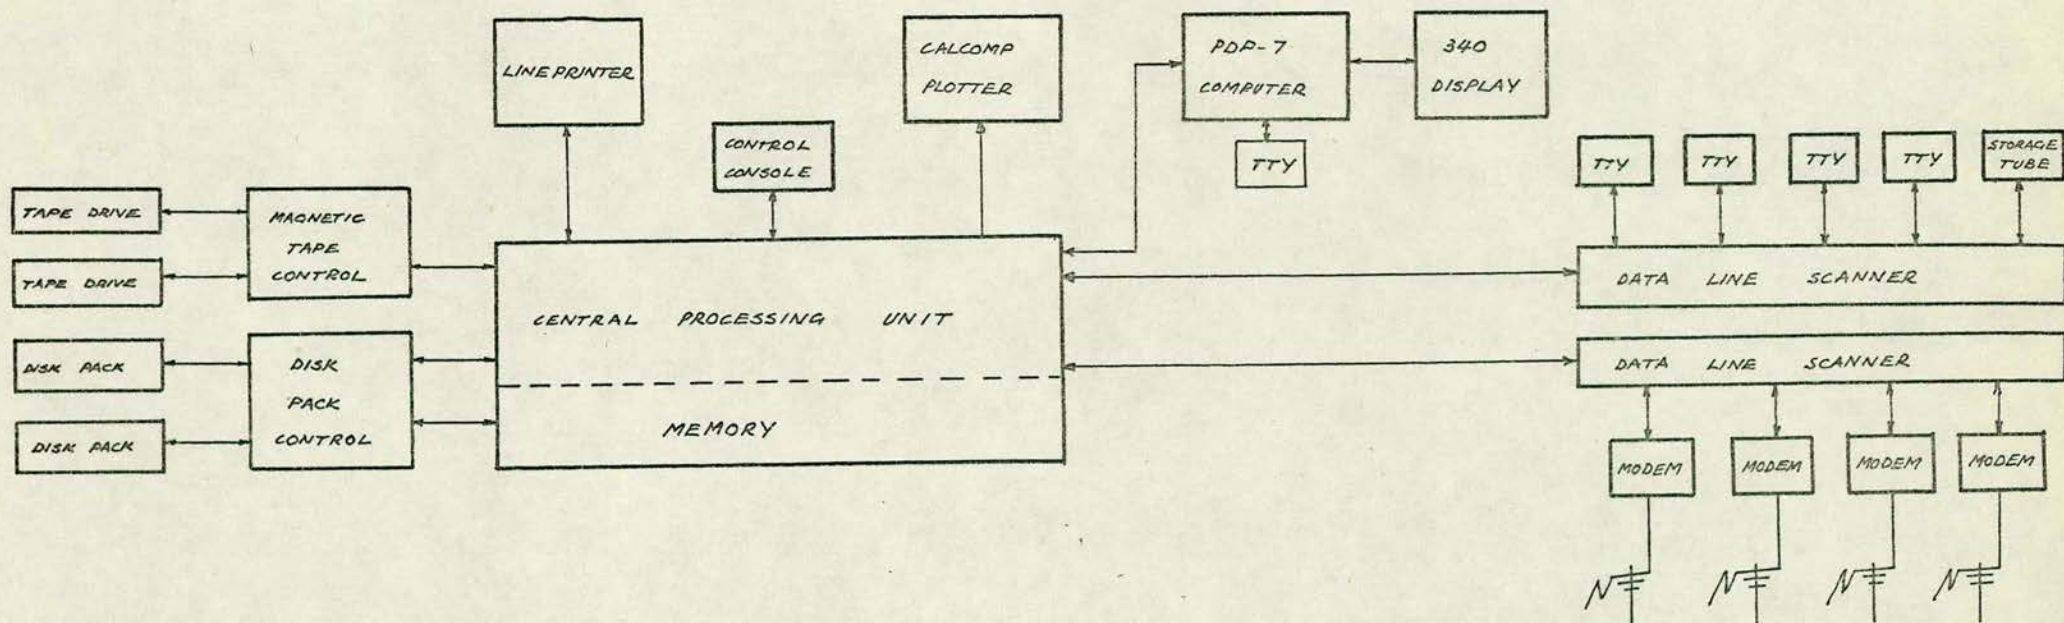 LINE PRINTER
CALCOMP
PLOTTER
PDP-7
COMPUTER
340
DISPLAY
CONTROL
CONSOLE
TTY
TTY
TTY
TTY
TTY
STORAGE
TUBE
TAPE DRIVE
TAPE DRIVE
MAGNETIC
TAPE
CONTROL
DATA LINE SCANNER
CENTRAL PROCESSING UNIT
DISK PACK
DISK PACK
DISK
PACK
CONTROL
MEMORY
DATA LINE SCANNER
MODEM
MODEM
MODEM
MODEM